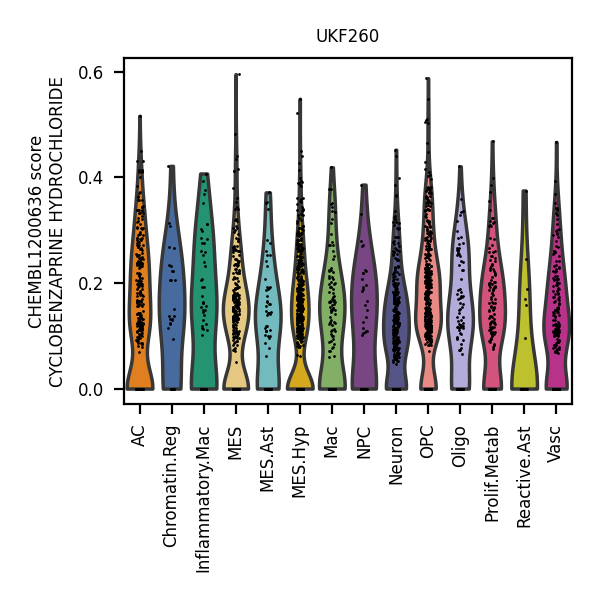 UKF260
CHEMBL1200636 score
CYCLOBENZAPRINE HYDROCHLORIDE
0.6
0.4
0.2
0.0
AC
Chromatin.Reg
Inflammatory.Mac
MES
MES.Ast
MES.Hyp
Mac
NPC
Neuron
OPC
Oligo
Prolif.Metab
Reactive.Ast
Vasc